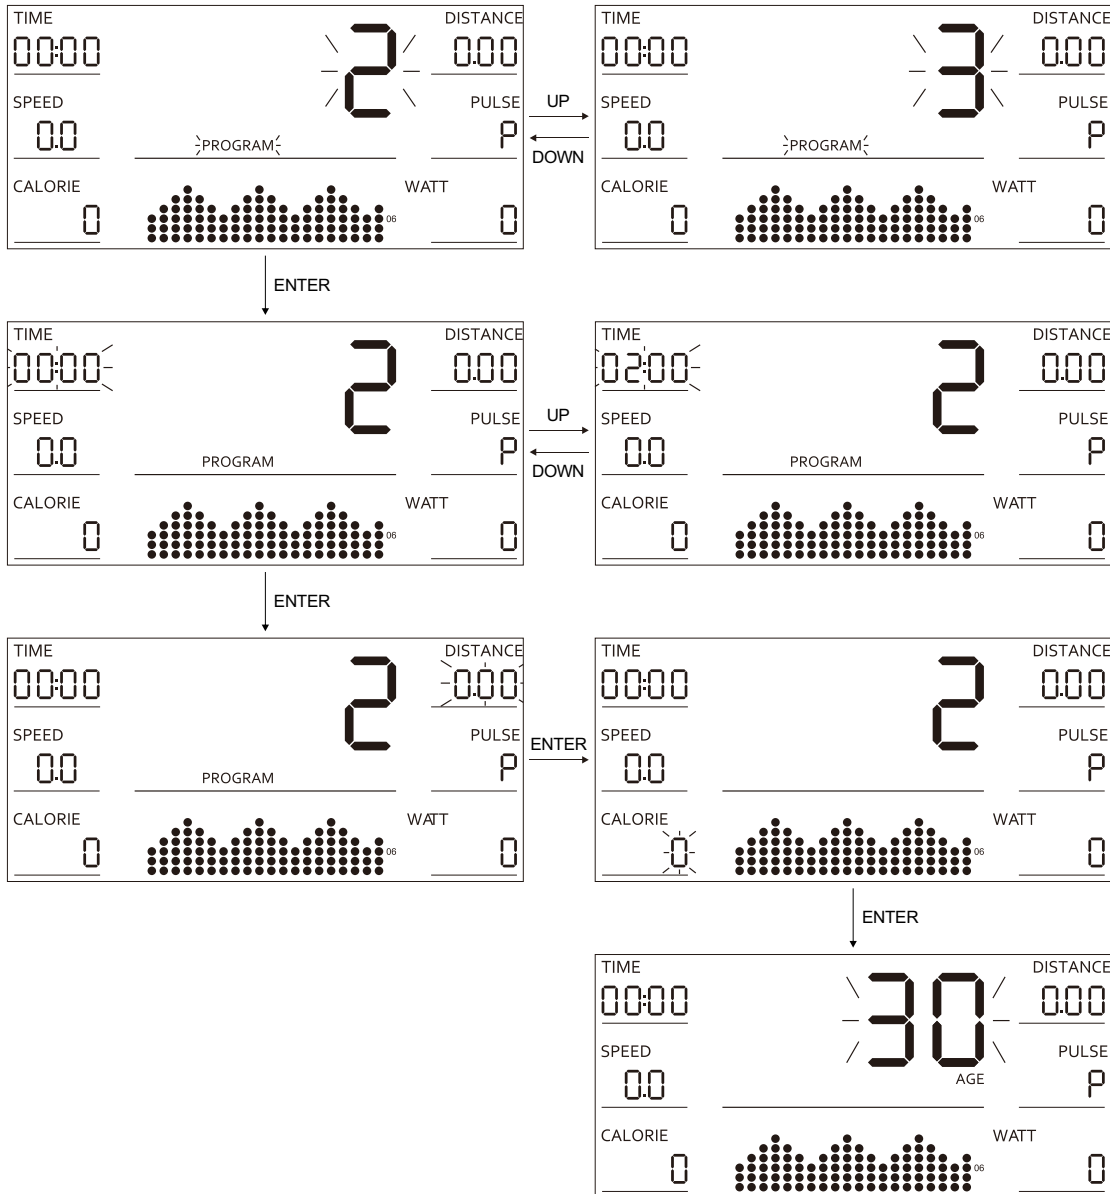 TIME DISTANCE
00:00 2 0.00
SPEED PULSE
0.0 P
PROGRAM
CALORIE WATT
0 06 0
UP
DOWN
TIME DISTANCE
00:00 3 0.00
SPEED PULSE
0.0 P
PROGRAM
CALORIE WATT
0 06 0
ENTER
TIME DISTANCE
00:00 2 0.00
SPEED PULSE
0.0 P
PROGRAM
CALORIE WATT
0 06 0
UP
DOWN
TIME DISTANCE
02:00 2 0.00
SPEED PULSE
0.0 P
PROGRAM
CALORIE WATT
0 06 0
ENTER
TIME DISTANCE
00:00 2 0.00
SPEED PULSE
0.0 P
PROGRAM
CALORIE WATT
0 06 0
ENTER
TIME DISTANCE
00:00 2 0.00
SPEED PULSE
0.0 P
CALORIE WATT
0 06 0
ENTER
TIME DISTANCE
00:00 30 0.00
SPEED PULSE
0.0 AGE P
CALORIE WATT
0 06 0